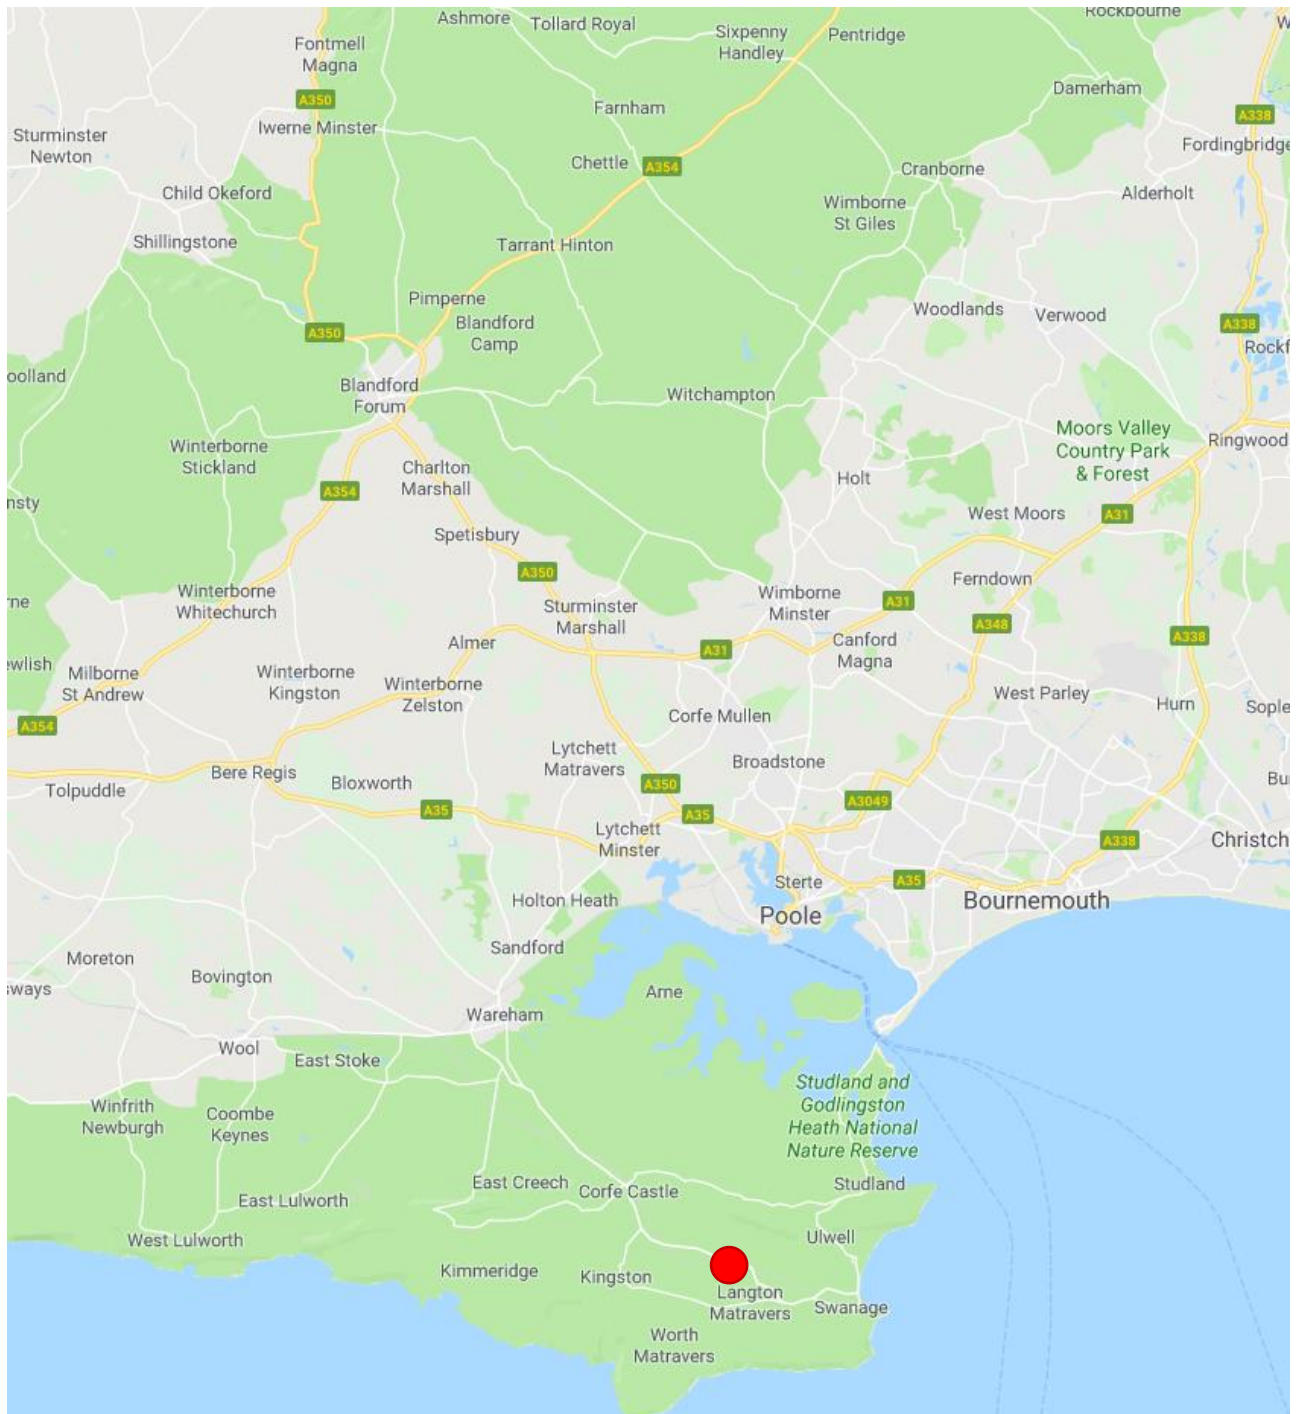 Ashmore
Tollard Royal
Sixpenny
Handley
Pentridge
Rockbourne
Fontmell
Magna
A350
Farnham
Damerham
A338
Iwerne Minster
Sturminster
Newton
Fordingbridge
Chettle
A354
Cranborne
Child Okeford
Alderholt
Wimborne
St Giles
Shillingstone
Tarrant Hinton
Pimperne
Woodlands
Verwood
Blandford
Camp
A350
A338
Rockf
oolland
Blandford
Forum
Witchampton
Moors Valley
Country Park
& Forest
Ringwood
Winterborne
Stickland
Charlton
Marshall
Holt
A354
nsty
West Moors
A31
Spetisbury
A350
Ferndown
Winterborne
Whitechurch
Wimborne
Minster
A31
rne
Sturminster
Marshall
A348
A338
Almer
A31
Canford
Magna
ewlish
Milborne
St Andrew
Winterborne
Kingston
Winterborne
Zelston
West Parley
Hurn
Sople
Corfe Mullen
A354
Lytchett
Matravers
Broadstone
Bere Regis
Bloxworth
A350
Bu
Tolpuddle
A35
A35
A3049
Lytchett
Minster
A338
Christch
Sterte
A35
Holton Heath
Poole
Bournemouth
Sandford
Moreton
Bovington
sways
Arne
Wareham
Wool
East Stoke
Studland and
Godlingston
Heath National
Nature Reserve
Winfrith
Newburgh
Coombe
Keynes
East Creech
Corfe Castle
Studland
East Lulworth
West Lulworth
Ulwell
Kimmeridge
Kingston
Langton
Matravers
Swanage
Worth
Matravers